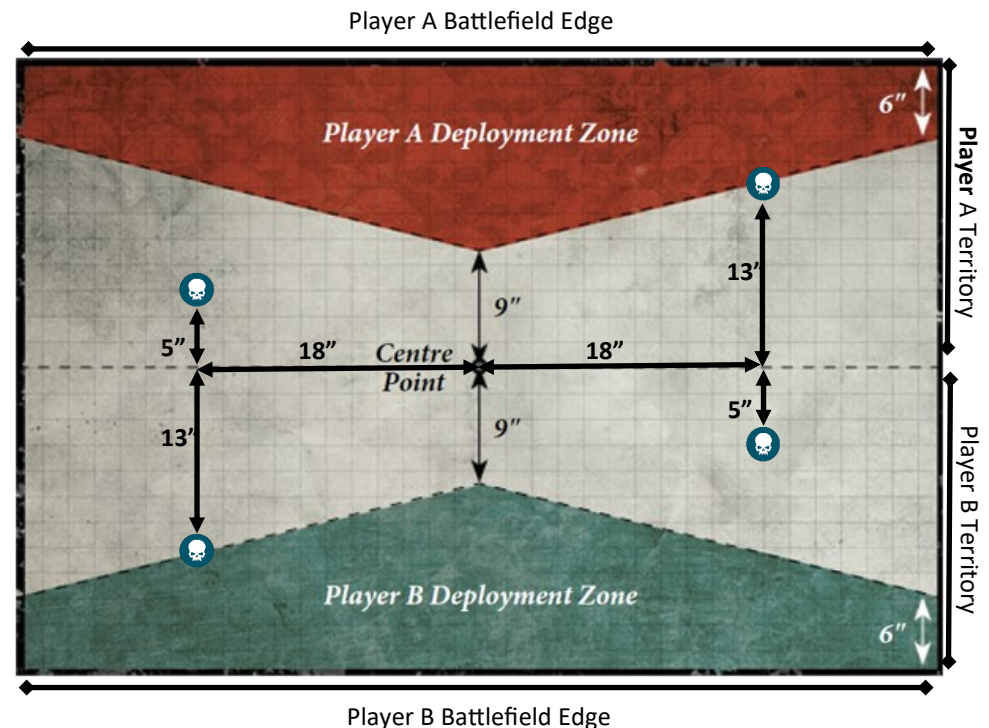 Player A Battlefield Edge
6″
Player A Deployment Zone
Player A Territory
13”
9″
5”
18”
Centre
Point
18”
5”
13”
9″
Player B Territory
Player B Deployment Zone
6″
Player B Battlefield Edge